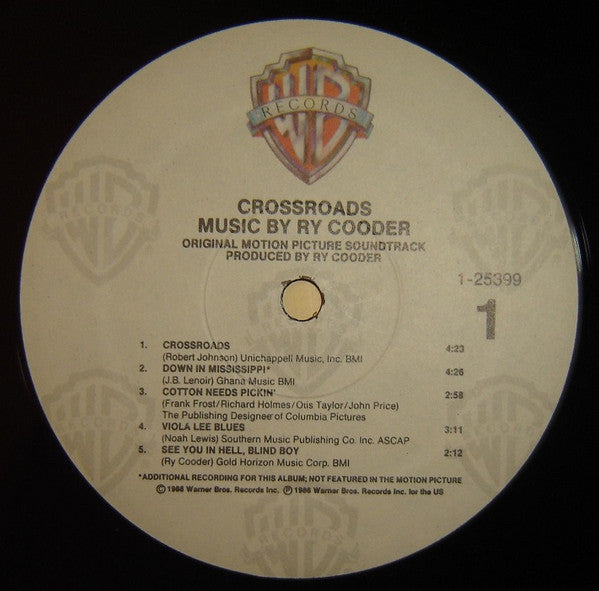 WB
RECORDS
CROSSROADS
MUSIC BY RY COODER
ORIGINAL MOTION PICTURE SOUNDTRACK
PRODUCED BY RY COODER
1-25399
1
1. CROSSROADS
(Robert Johnson) Unichappell Music, Inc. BMI 4:23
2. DOWN IN MISSISSIPPI*
(J.B. Lenoir) Ghana Music BMI 4:26
3. COTTON NEEDS PICKIN' 2:58
(Frank Frost/Richard Holmes/Otis Taylor/John Price)
The Publishing Designee of Columbia Pictures
4. VIOLA LEE BLUES 3:11
(Noah Lewis) Southern Music Publishing Co. Inc. ASCAP
5. SEE YOU IN HELL, BLIND BOY 2:12
(Ry Cooder) Gold Horizon Music Corp. BMI
*ADDITIONAL RECORDING FOR THIS ALBUM; NOT FEATURED IN THE MOTION PICTURE
© 1986 Warner Bros. Records Inc. ℗ 1986 Warner Bros. Records Inc. for the US